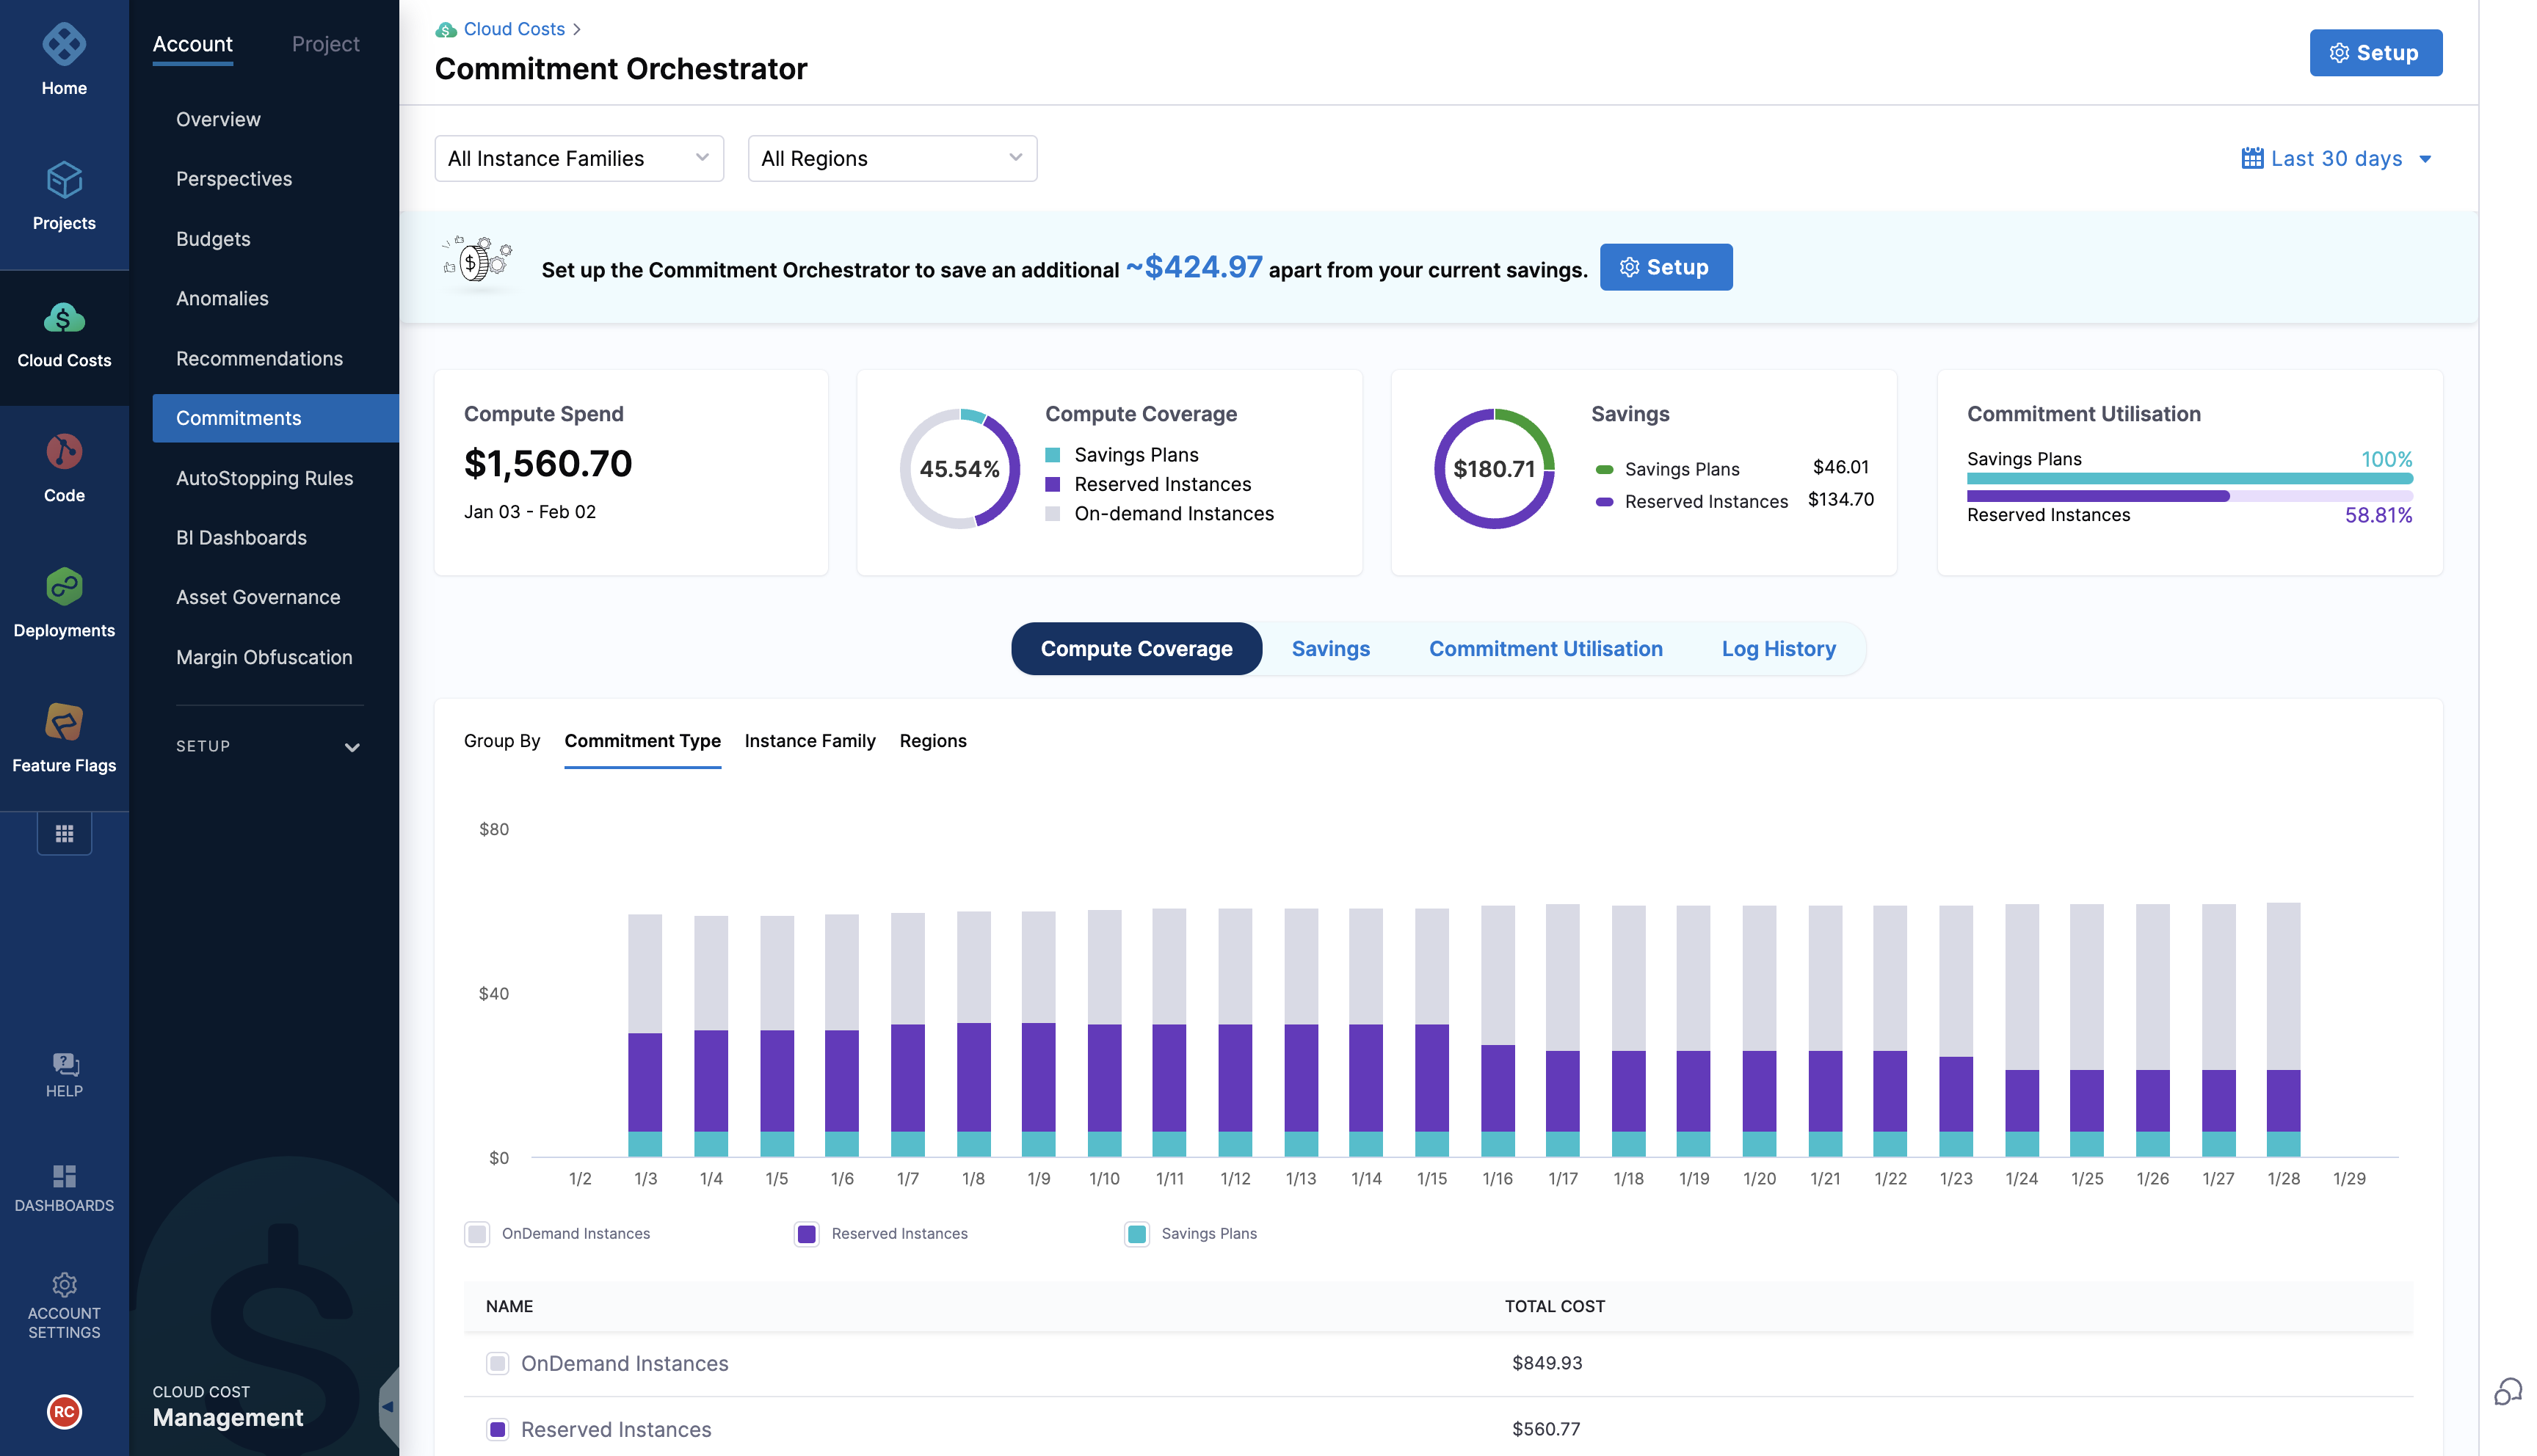 Home
Projects
Cloud Costs
Code
Deployments
Feature Flags
HELP
DASHBOARDS
ACCOUNT
SETTINGS
RC
Account Project
Overview
Perspectives
Budgets
Anomalies
Recommendations
Commitments
AutoStopping Rules
BI Dashboards
Asset Governance
Margin Obfuscation
SETUP
CLOUD COST
Management
Cloud Costs >
Commitment Orchestrator
Setup
All Instance Families All Regions Last 30 days
Set up the Commitment Orchestrator to save an additional ~$424.97 apart from your current savings. Setup
Compute Spend
$1,560.70
Jan 03 - Feb 02
45.54%
Compute Coverage
Savings Plans
Reserved Instances
On-demand Instances
$180.71
Savings
Savings Plans $46.01
Reserved Instances $134.70
Commitment Utilisation
Savings Plans 100%
Reserved Instances 58.81%
Compute Coverage Savings Commitment Utilisation Log History
Group By Commitment Type Instance Family Regions
$80
$40
$0
1/2 1/3 1/4 1/5 1/6 1/7 1/8 1/9 1/10 1/11 1/12 1/13 1/14 1/15 1/16 1/17 1/18 1/19 1/20 1/21 1/22 1/23 1/24 1/25 1/26 1/27 1/28 1/29
OnDemand Instances Reserved Instances Savings Plans
NAME TOTAL COST
OnDemand Instances $849.93
Reserved Instances $560.77